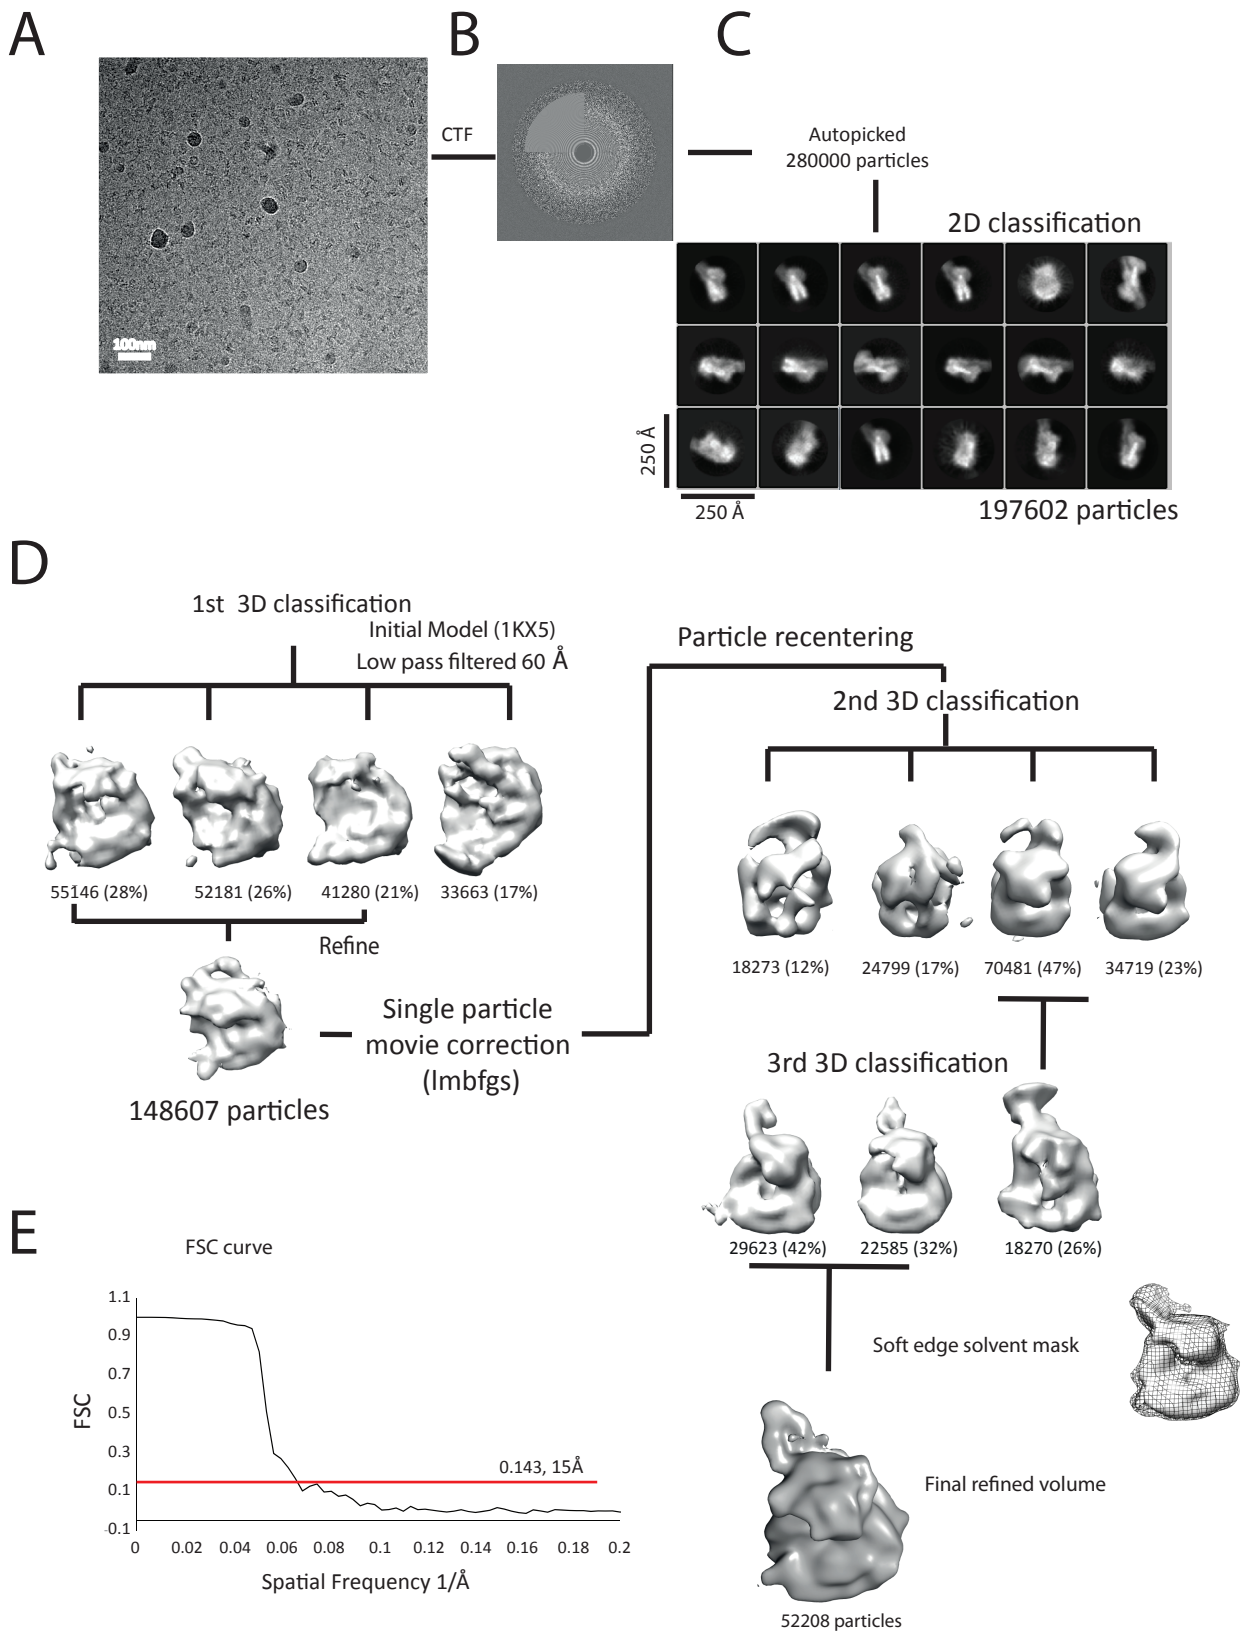 A
B
C
100nm
CTF
Autopicked
280000 particles
2D classification
250 Å
250 Å
197602 particles
D
1st 3D classification
Initial Model (1KX5)
Low pass filtered 60 Å
55146 (28%)
52181 (26%)
41280 (21%)
33663 (17%)
Refine
148607 particles
Single particle
movie correction
(lmbfgs)
Particle recentering
2nd 3D classification
18273 (12%)
24799 (17%)
70481 (47%)
34719 (23%)
3rd 3D classification
29623 (42%)
22585 (32%)
18270 (26%)
Soft edge solvent mask
Final refined volume
52208 particles
E
FSC curve
1.1
0.9
0.7
0.5
0.3
0.1
-0.1
FSC
0.143, 15Å
0 0.02 0.04 0.06 0.08 0.1 0.12 0.14 0.16 0.18 0.2
Spatial Frequency 1/Å